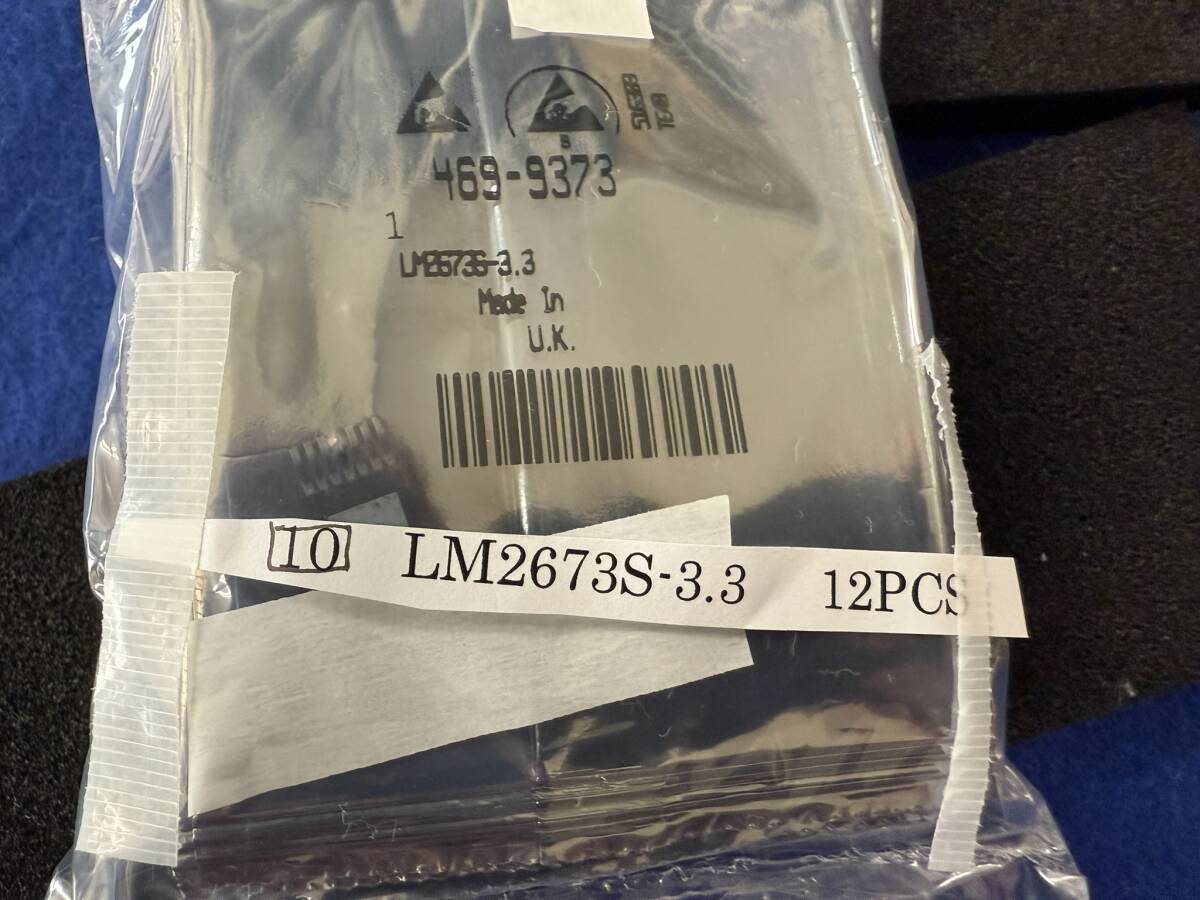 469-9373
1
LM2673S-3.3
Made In
U.K.
10 LM2673S-3.3 12PCS